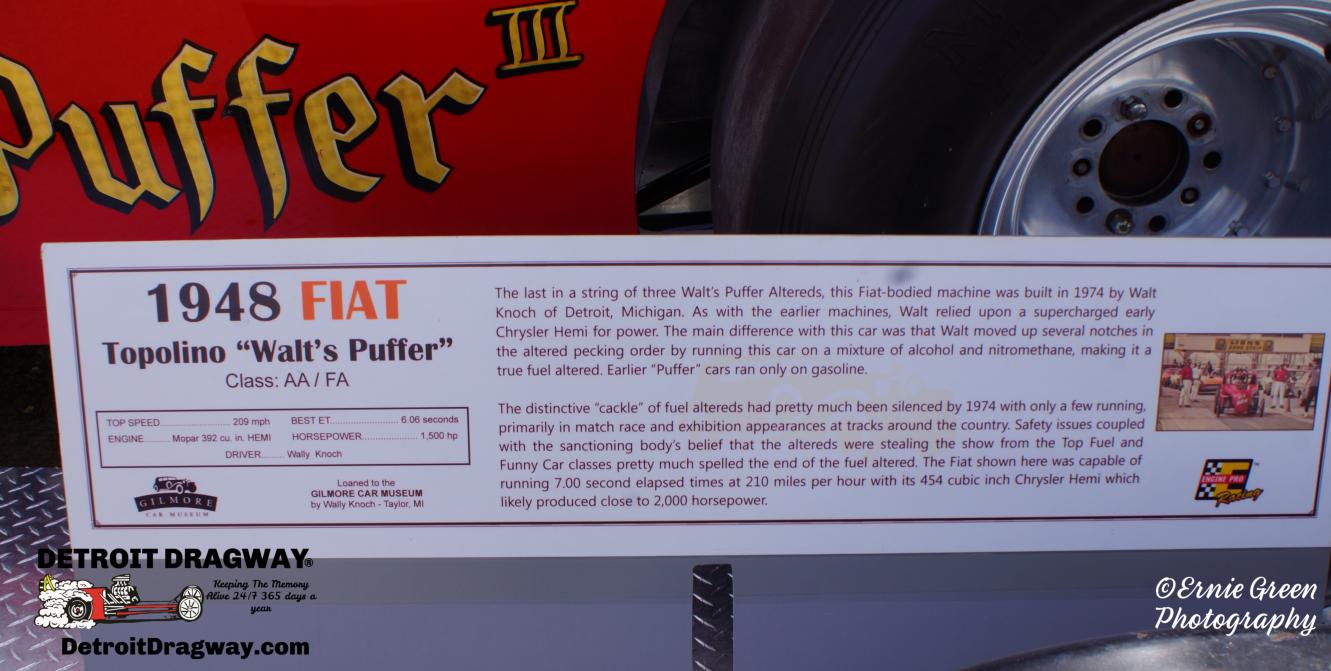 Puffer III
1948 FIAT
Topolino “Walt’s Puffer”
Class: AA / FA
TOP SPEED........................ 209 mph
BEST ET........................ 6.06 seconds
ENGINE........ Mopar 392 cu. in. HEMI
HORSEPOWER..................... 1,500 hp
DRIVER........ Wally Knoch
GILMORE
CAR MUSEUM
Loaned to the
GILMORE CAR MUSEUM
by Wally Knoch - Taylor, MI
The last in a string of three Walt’s Puffer Altereds, this Fiat-bodied machine was built in 1974 by Walt
Knoch of Detroit, Michigan. As with the earlier machines, Walt relied upon a supercharged early
Chrysler Hemi for power. The main difference with this car was that Walt moved up several notches in
the altered pecking order by running this car on a mixture of alcohol and nitromethane, making it a
true fuel altered. Earlier “Puffer” cars ran only on gasoline.
The distinctive “cackle” of fuel altereds had pretty much been silenced by 1974 with only a few running,
primarily in match race and exhibition appearances at tracks around the country. Safety issues coupled
with the sanctioning body’s belief that the altereds were stealing the show from the Top Fuel and
Funny Car classes pretty much spelled the end of the fuel altered. The Fiat shown here was capable of
running 7.00 second elapsed times at 210 miles per hour with its 454 cubic inch Chrysler Hemi which
likely produced close to 2,000 horsepower.
LIONS
ENGINE PRO
Racing
™
DETROIT DRAGWAY®
Keeping The Memory
Alive 24/7 365 days a
year
DetroitDragway.com
©Ernie Green
Photography